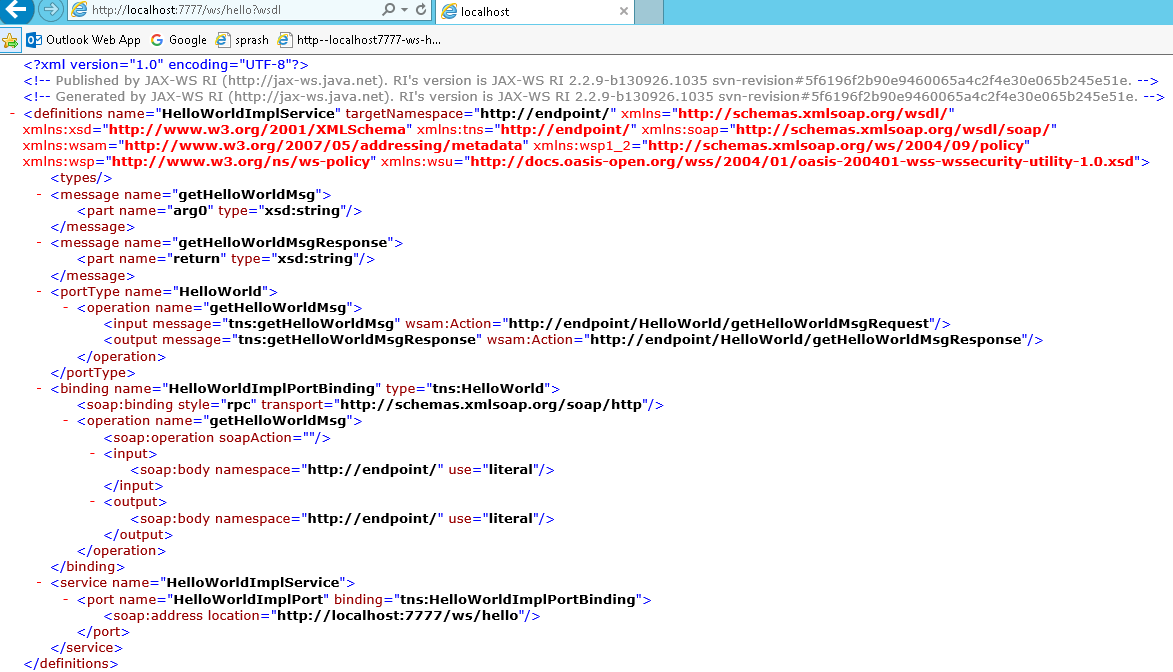 http://localhost:7777/ws/hello?wsdl
localhost
Outlook Web App Google sprash http--localhost7777-ws-h...
<?xml version="1.0" encoding="UTF-8"?>
<!-- Published by JAX-WS RI (http://jax-ws.java.net). RI's version is JAX-WS RI 2.2.9-b130926.1035 svn-revision#5f6196f2b90e9460065a4c2f4e30e065b245e51e. -->
<!-- Generated by JAX-WS RI (http://jax-ws.java.net). RI's version is JAX-WS RI 2.2.9-b130926.1035 svn-revision#5f6196f2b90e9460065a4c2f4e30e065b245e51e. -->
- <definitions name="HelloWorldImplService" targetNamespace="http://endpoint/" xmlns="http://schemas.xmlsoap.org/wsdl/"
xmlns:xsd="http://www.w3.org/2001/XMLSchema" xmlns:tns="http://endpoint/" xmlns:soap="http://schemas.xmlsoap.org/wsdl/soap/"
xmlns:wsam="http://www.w3.org/2007/05/addressing/metadata" xmlns:wsp1_2="http://schemas.xmlsoap.org/ws/2004/09/policy"
xmlns:wsp="http://www.w3.org/ns/ws-policy" xmlns:wsu="http://docs.oasis-open.org/wss/2004/01/oasis-200401-wss-wssecurity-utility-1.0.xsd">
<types/>
- <message name="getHelloWorldMsg">
<part name="arg0" type="xsd:string"/>
</message>
- <message name="getHelloWorldMsgResponse">
<part name="return" type="xsd:string"/>
</message>
- <portType name="HelloWorld">
- <operation name="getHelloWorldMsg">
<input message="tns:getHelloWorldMsg" wsam:Action="http://endpoint/HelloWorld/getHelloWorldMsgRequest"/>
<output message="tns:getHelloWorldMsgResponse" wsam:Action="http://endpoint/HelloWorld/getHelloWorldMsgResponse"/>
</operation>
</portType>
- <binding name="HelloWorldImplPortBinding" type="tns:HelloWorld">
<soap:binding style="rpc" transport="http://schemas.xmlsoap.org/soap/http"/>
- <operation name="getHelloWorldMsg">
<soap:operation soapAction=""/>
- <input>
<soap:body namespace="http://endpoint/" use="literal"/>
</input>
- <output>
<soap:body namespace="http://endpoint/" use="literal"/>
</output>
</operation>
</binding>
- <service name="HelloWorldImplService">
- <port name="HelloWorldImplPort" binding="tns:HelloWorldImplPortBinding">
<soap:address location="http://localhost:7777/ws/hello"/>
</port>
</service>
</definitions>